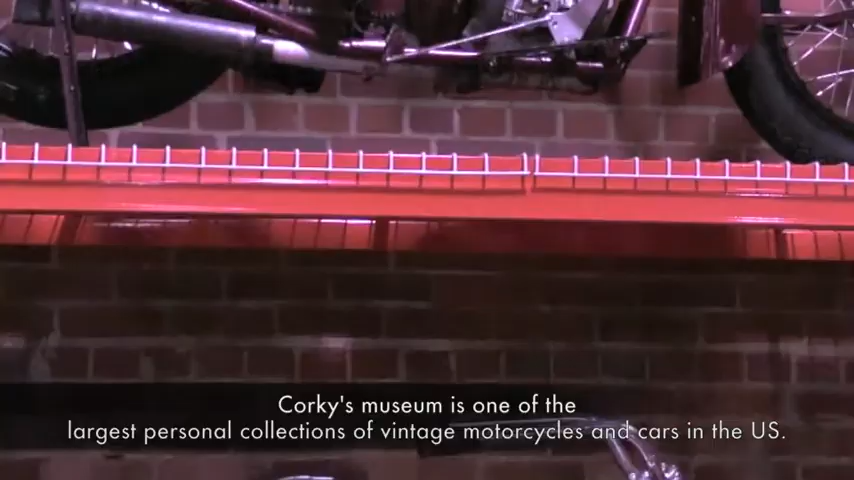 Corky's museum is one of the
largest personal collections of vintage motorcycles and cars in the US.